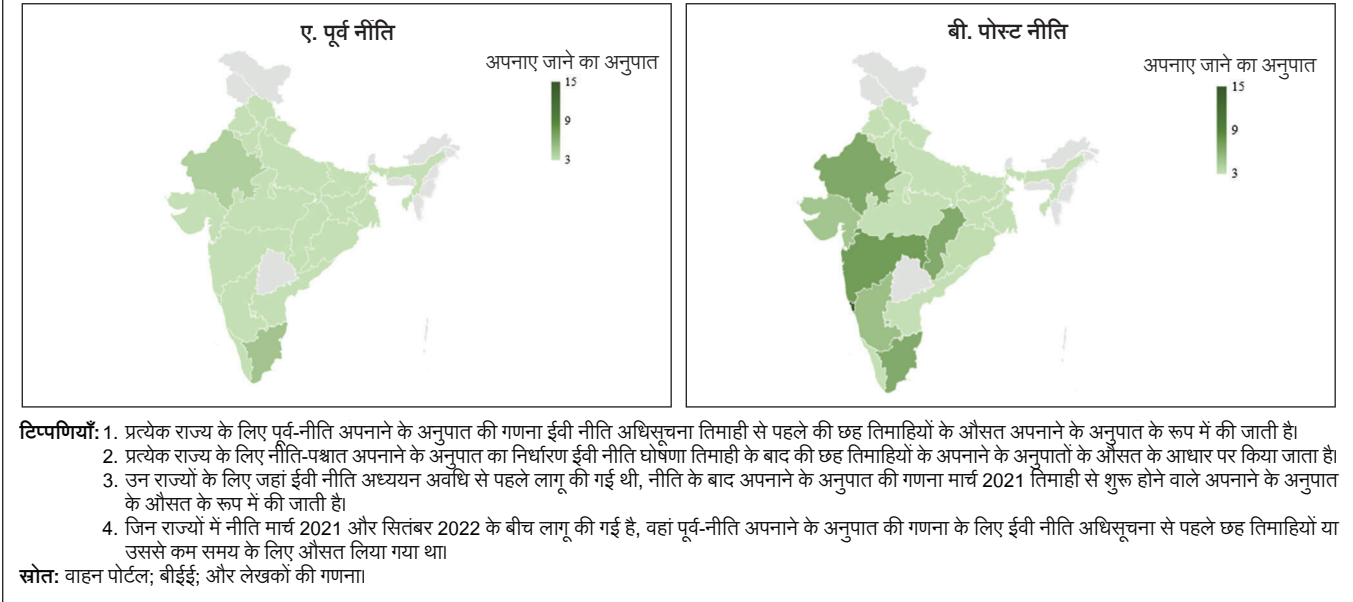 ए. पूर्व नीति
अपनाए जाने का अनुपात
15
9
3
बी. पोस्ट नीति
अपनाए जाने का अनुपात
15
9
3
टिप्पणियाँ: 1. प्रत्येक राज्य के लिए पूर्व-नीति अपनाने के अनुपात की गणना ईवी नीति अधिसूचना तिमाही से पहले की छह तिमाहियों के औसत अपनाने के अनुपात के रूप में की जाती है।
2. प्रत्येक राज्य के लिए नीति-पश्चात अपनाने के अनुपात का निर्धारण ईवी नीति घोषणा तिमाही के बाद की छह तिमाहियों के अपनाने के अनुपातों के औसत के आधार पर किया जाता है।
3. उन राज्यों के लिए जहां ईवी नीति अध्ययन अवधि से पहले लागू की गई थी, नीति के बाद अपनाने के अनुपात की गणना मार्च 2021 तिमाही से शुरू होने वाले अपनाने के अनुपात
के औसत के रूप में की जाती है।
4. जिन राज्यों में नीति मार्च 2021 और सितंबर 2022 के बीच लागू की गई है, वहां पूर्व-नीति अपनाने के अनुपात की गणना के लिए ईवी नीति अधिसूचना से पहले छह तिमाहियों या
उससे कम समय के लिए औसत लिया गया था।
स्रोत: वाहन पोर्टल; बीईई; और लेखकों की गणना।